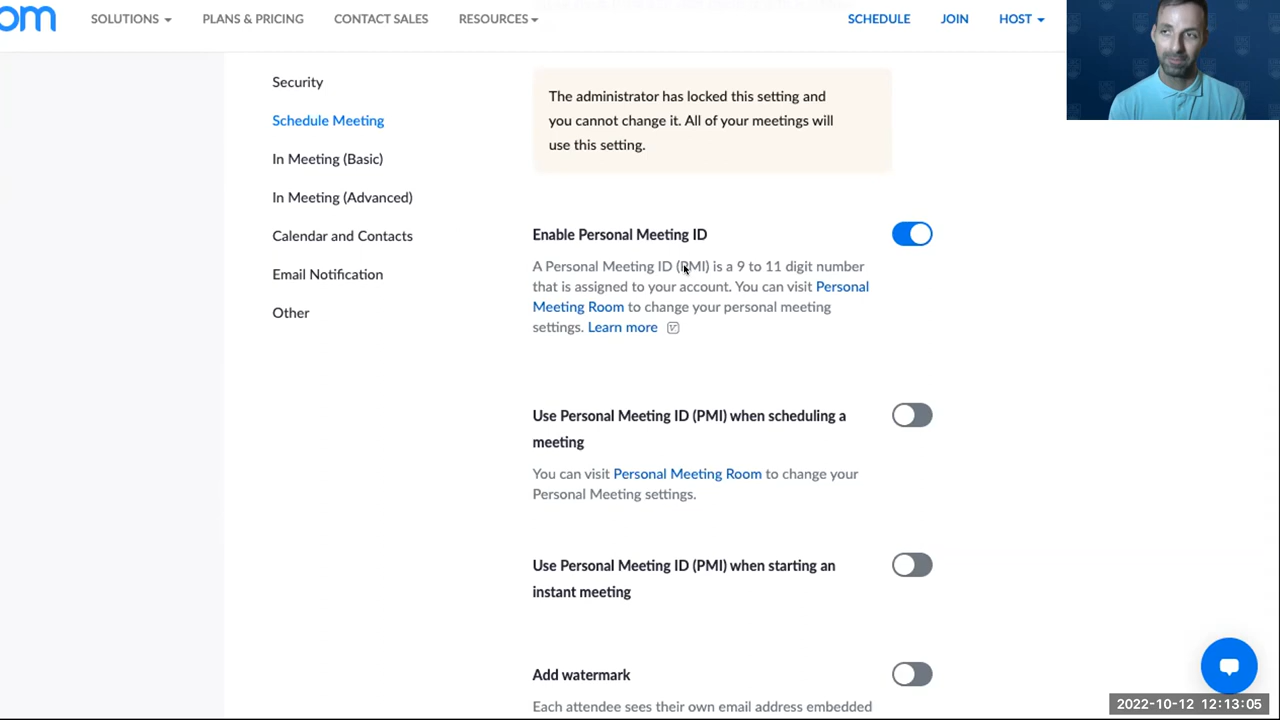 om
SOLUTIONS
PLANS & PRICING
CONTACT SALES
RESOURCES
SCHEDULE
JOIN
HOST
Security
Schedule Meeting
In Meeting (Basic)
In Meeting (Advanced)
Calendar and Contacts
Email Notification
Other
The administrator has locked this setting and
you cannot change it. All of your meetings will
use this setting.
Enable Personal Meeting ID
A Personal Meeting ID (PMI) is a 9 to 11 digit number
that is assigned to your account. You can visit Personal
Meeting Room to change your personal meeting
settings. Learn more
Use Personal Meeting ID (PMI) when scheduling a
meeting
You can visit Personal Meeting Room to change your
Personal Meeting settings.
Use Personal Meeting ID (PMI) when starting an
instant meeting
Add watermark
Each attendee sees their own email address embedded
2022-10-12 12:13:05